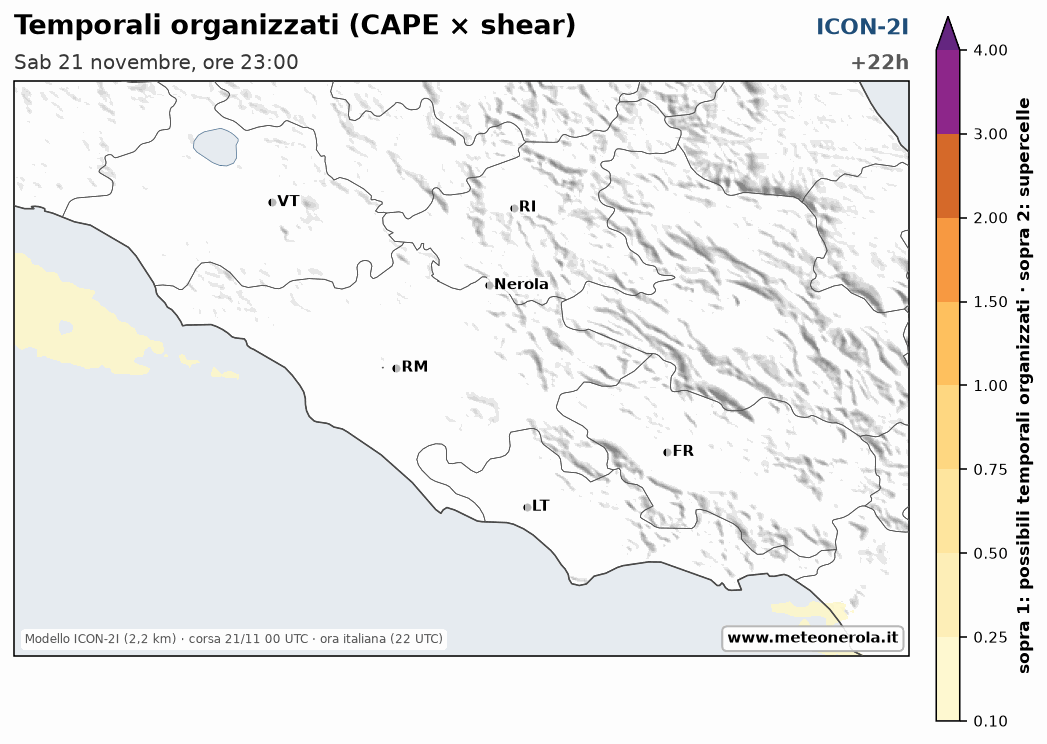 Temporali organizzati (CAPE × shear)
ICON-2I
Sab 21 novembre, ore 23:00
+22h
VT
RI
Nerola
RM
FR
LT
Modello ICON-2I (2,2 km) · corsa 21/11 00 UTC · ora italiana (22 UTC)
www.meteonerola.it
4.00
3.00
2.00
1.50
1.00
0.75
0.50
0.25
0.10
sopra 1: possibili temporali organizzati · sopra 2: supercelle